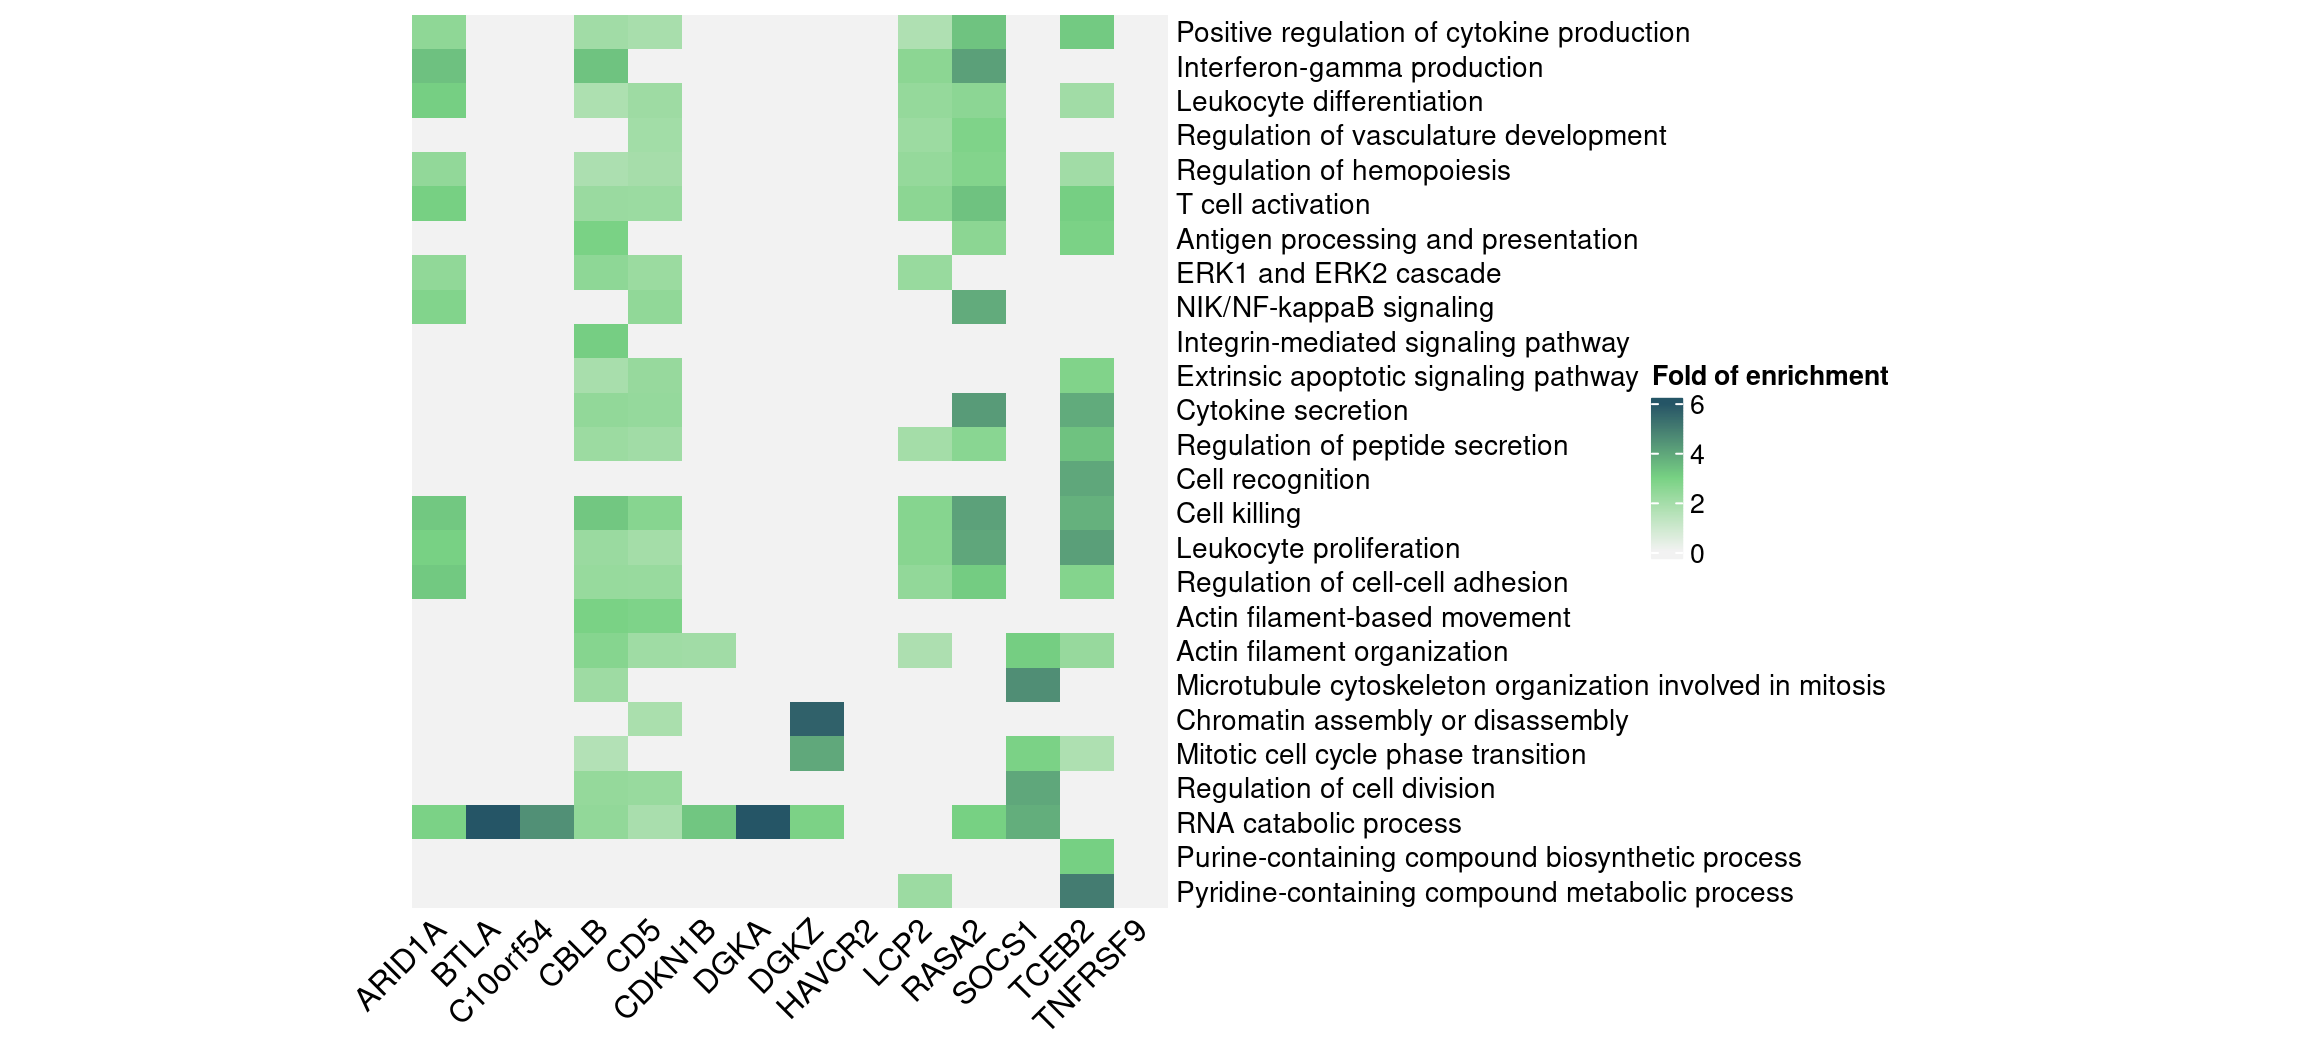 Positive regulation of cytokine production
Interferon-gamma production
Leukocyte differentiation
Regulation of vasculature development
Regulation of hemopoiesis
T cell activation
Antigen processing and presentation
ERK1 and ERK2 cascade
NIK/NF-kappaB signaling
Integrin-mediated signaling pathway
Extrinsic apoptotic signaling pathway
Cytokine secretion
Regulation of peptide secretion
Cell recognition
Cell killing
Leukocyte proliferation
Regulation of cell-cell adhesion
Actin filament-based movement
Actin filament organization
Microtubule cytoskeleton organization involved in mitosis
Chromatin assembly or disassembly
Mitotic cell cycle phase transition
Regulation of cell division
RNA catabolic process
Purine-containing compound biosynthetic process
Pyridine-containing compound metabolic process
Fold of enrichment
6
4
2
0
ARID1A
BTLA
C10orf54
CBLB
CD5
CDKN1B
DGKA
DGKZ
HAVCR2
LCP2
RASA2
SOCS1
TCEB2
TNFRSF9